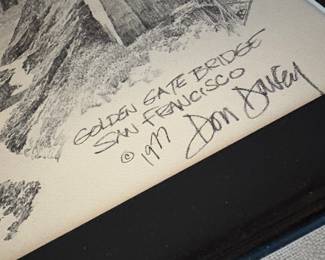 GOLDEN GATE BRIDGE
SAN FRANCISCO
© 1977 Don Davey